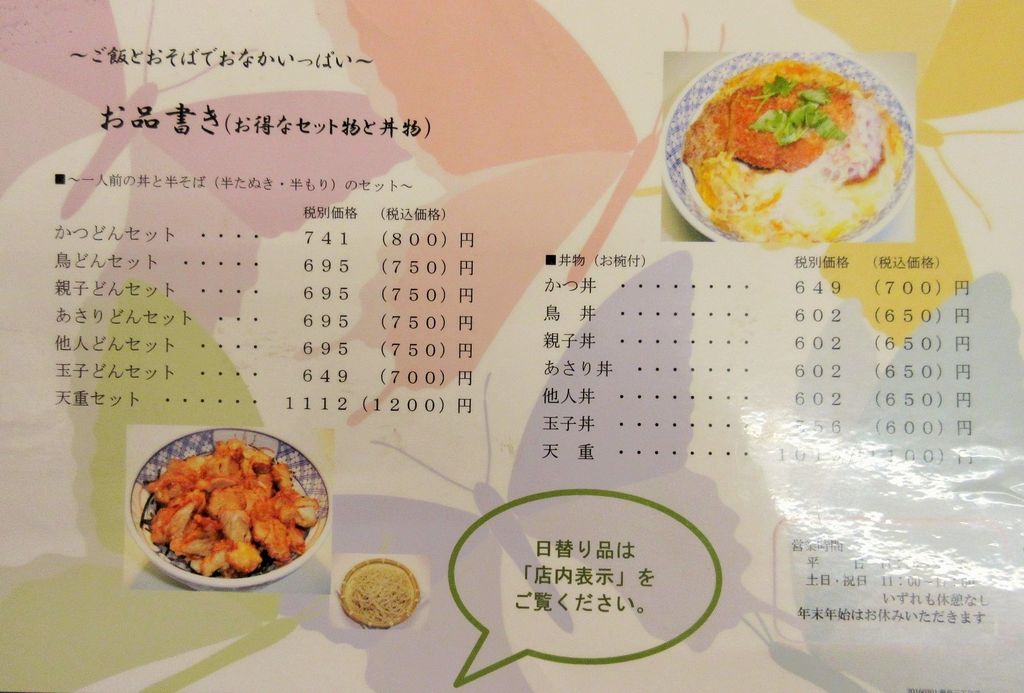 ～ご飯とおそばでおなかいっぱい～
お品書き(お得なセット物と丼物)
■～一人前の丼と半そば（半たぬき・半もり）のセット～
税別価格 （税込価格）
かつどんセット ・・・・ 741 (800)円
鳥どんセット ・・・・ 695 (750)円
親子どんセット ・・・・ 695 (750)円
あさりどんセット ・・・・ 695 (750)円
他人どんセット ・・・・ 695 (750)円
玉子どんセット ・・・・ 649 (700)円
天重セット ・・・・・・ 1112 (1200)円
■丼物（お椀付） 税別価格 （税込価格）
かつ丼 ・・・・・・・・ 649 (700)円
鳥 丼 ・・・・・・・・ 602 (650)円
親子丼 ・・・・・・・・ 602 (650)円
あさり丼 ・・・・・・・ 602 (650)円
他人丼 ・・・・・・・・ 602 (650)円
玉子丼 ・・・・・・・・ 556 (600)円
天 重 ・・・・・・・・ 円
日替り品は
「店内表示」を
ご覧ください。
営業時間
平 日
土日・祝日 11：00～
いずれも休憩なし
年末年始はお休みいただきます